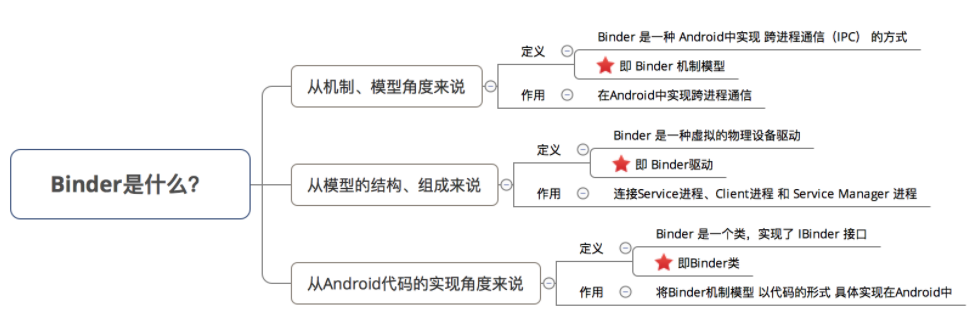 Binder是什么?
从机制、模型角度来说
定义
Binder 是一种 Android中实现 跨进程通信（IPC） 的方式
即 Binder 机制模型
作用
在Android中实现跨进程通信
从模型的结构、组成来说
定义
Binder 是一种虚拟的物理设备驱动
即 Binder驱动
作用
连接Service进程、Client进程 和 Service Manager 进程
从Android代码的实现角度来说
定义
Binder 是一个类，实现了 IBinder 接口
即Binder类
作用
将Binder机制模型 以代码的形式 具体实现在Android中